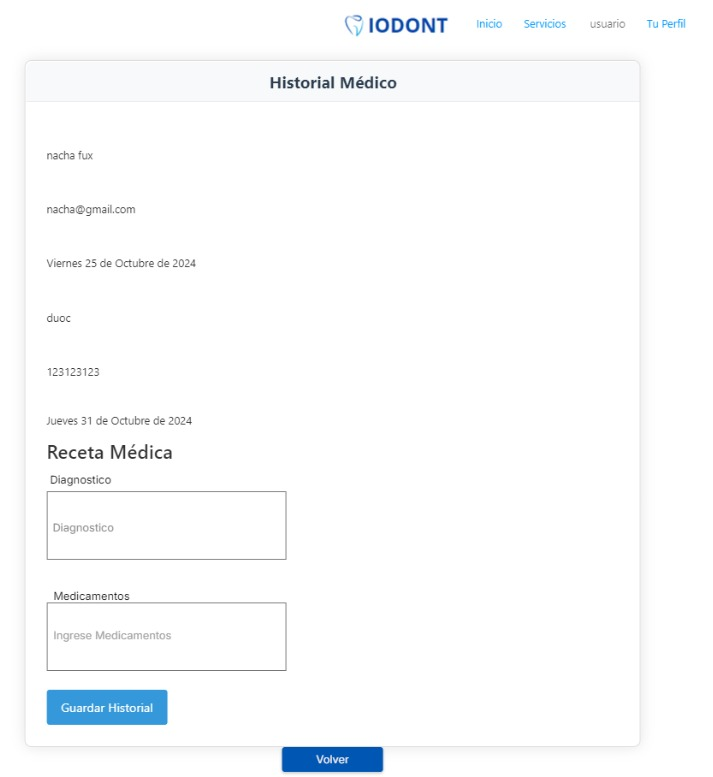 IODONT Inicio Servicios usuario Tu Perfil
Historial Médico
nacha fux
nacha@gmail.com
Viernes 25 de Octubre de 2024
duoc
123123123
Jueves 31 de Octubre de 2024
Receta Médica
Diagnostico
Diagnostico
Medicamentos
Ingrese Medicamentos
Guardar Historial
Volver